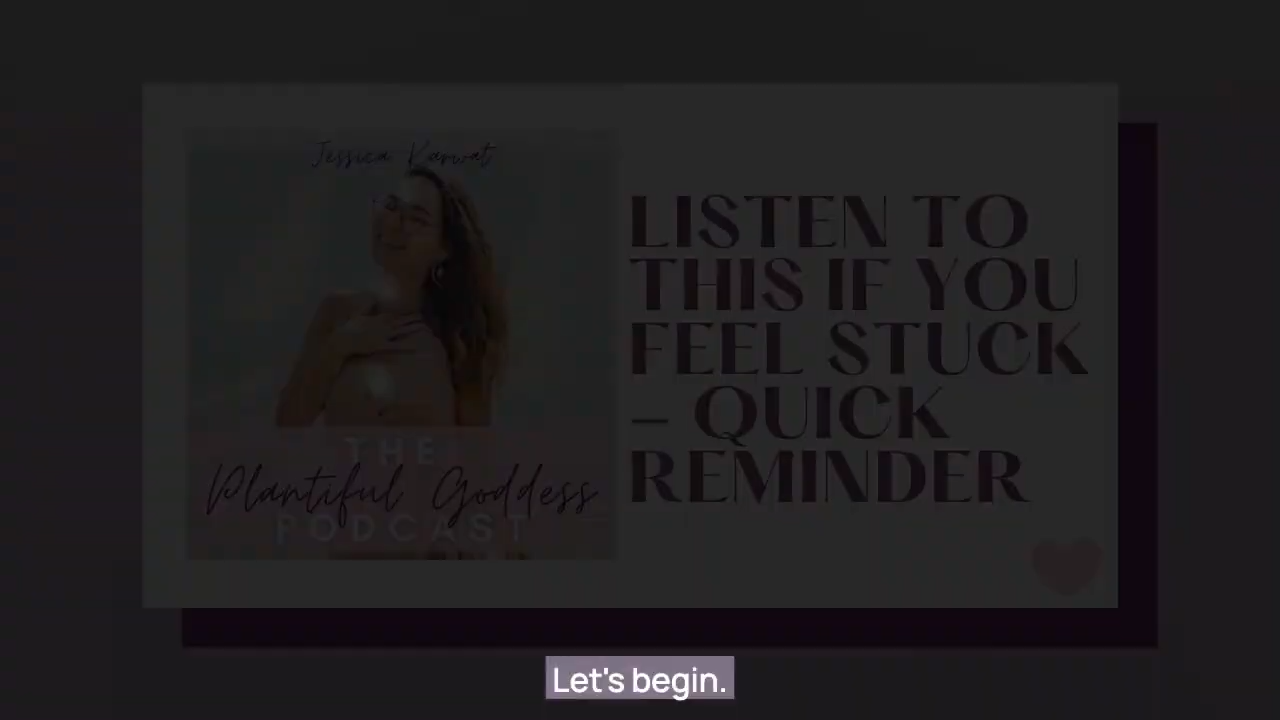 Jessica Karwat
THE
Plantiful Goddess
PODCAST
LISTEN TO
THIS IF YOU
FEEL STUCK
– QUICK
REMINDER
Let's begin.